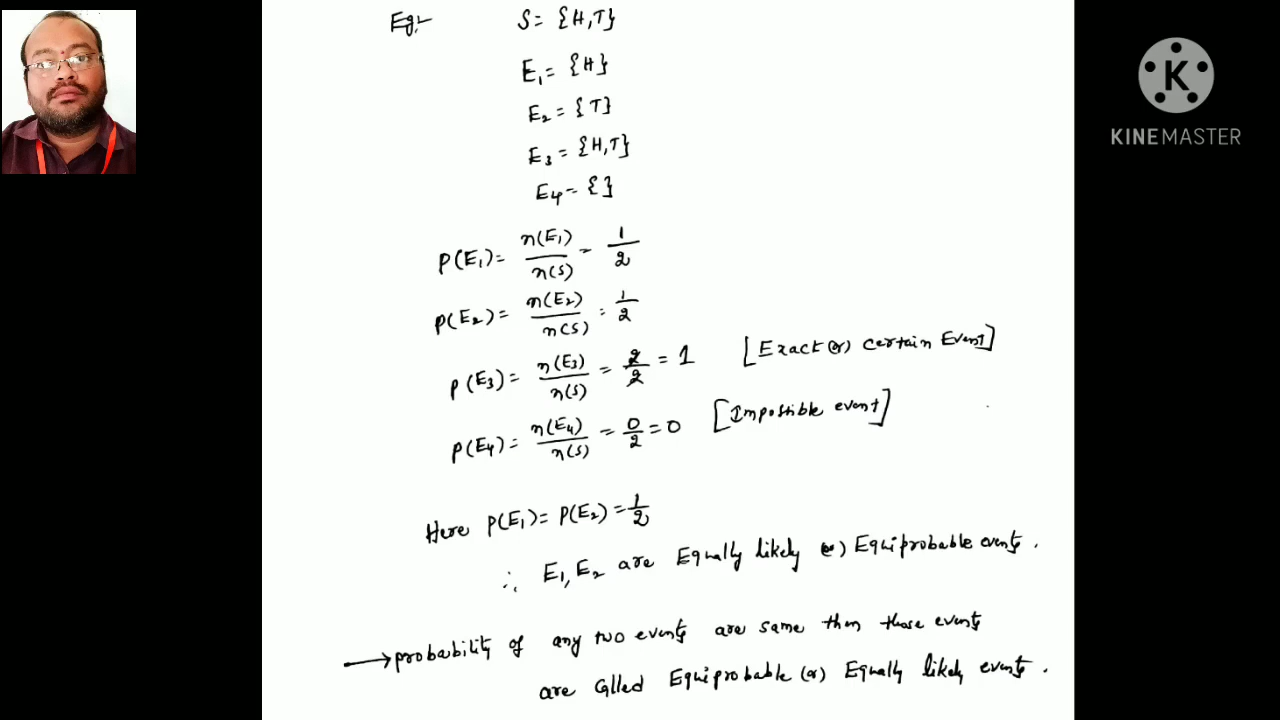 Eg:-
S= {H,T}
E₁= {H}
E₂= {T}
E₃= {H,T}
E₄= { }
P(E₁)= n(E₁)/n(S) = 1/2
P(E₂)= n(E₂)/n(S) = 1/2
P(E₃)= n(E₃)/n(S) = 2/2 = 1 [Exact (or) certain Event]
P(E₄)= n(E₄)/n(S) = 0/2 = 0 [Impossible event]
Here P(E₁)= P(E₂)= 1/2
∴ E₁, E₂ are Equally likely (or) Equiprobable events.
→ probability of any two events are same then those events
are called Equiprobable (or) Equally likely events.
K
KINEMASTER